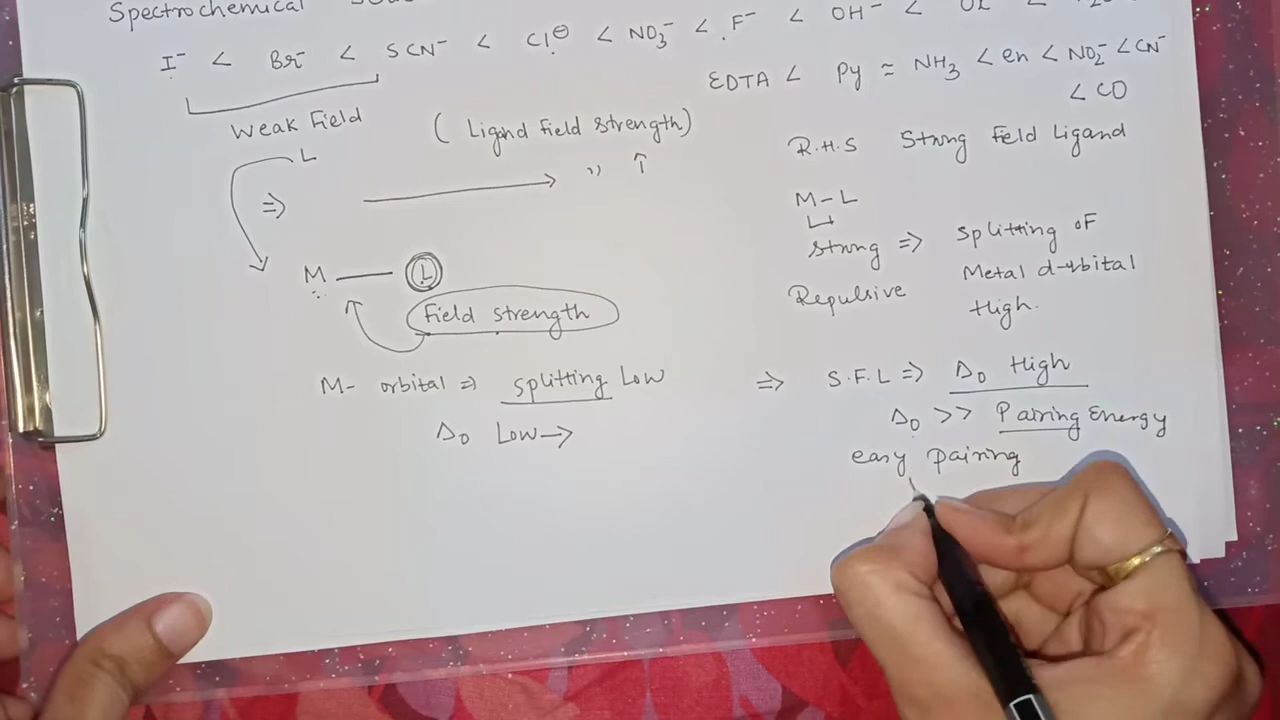 Spectrochemical
I⁻ < Br⁻ < SCN⁻ < Cl⊖ < NO₃⁻ < F⁻ < OH⁻ < Ox <
EDTA < Py ≈ NH₃ < en < NO₂⁻ < CN⁻
< CO
Weak Field
L
(Ligand field strength)
⇒ → " ↑
M — L
Field strength
M- orbital ⇒ splitting Low
Δ₀ Low →
R.H.S Strong Field Ligand
M-L
strong ⇒ splitting of
Repulsive Metal d-orbital
High.
⇒ S.F.L ⇒ Δ₀ High
Δ₀ >> Pairing Energy
easy pairing